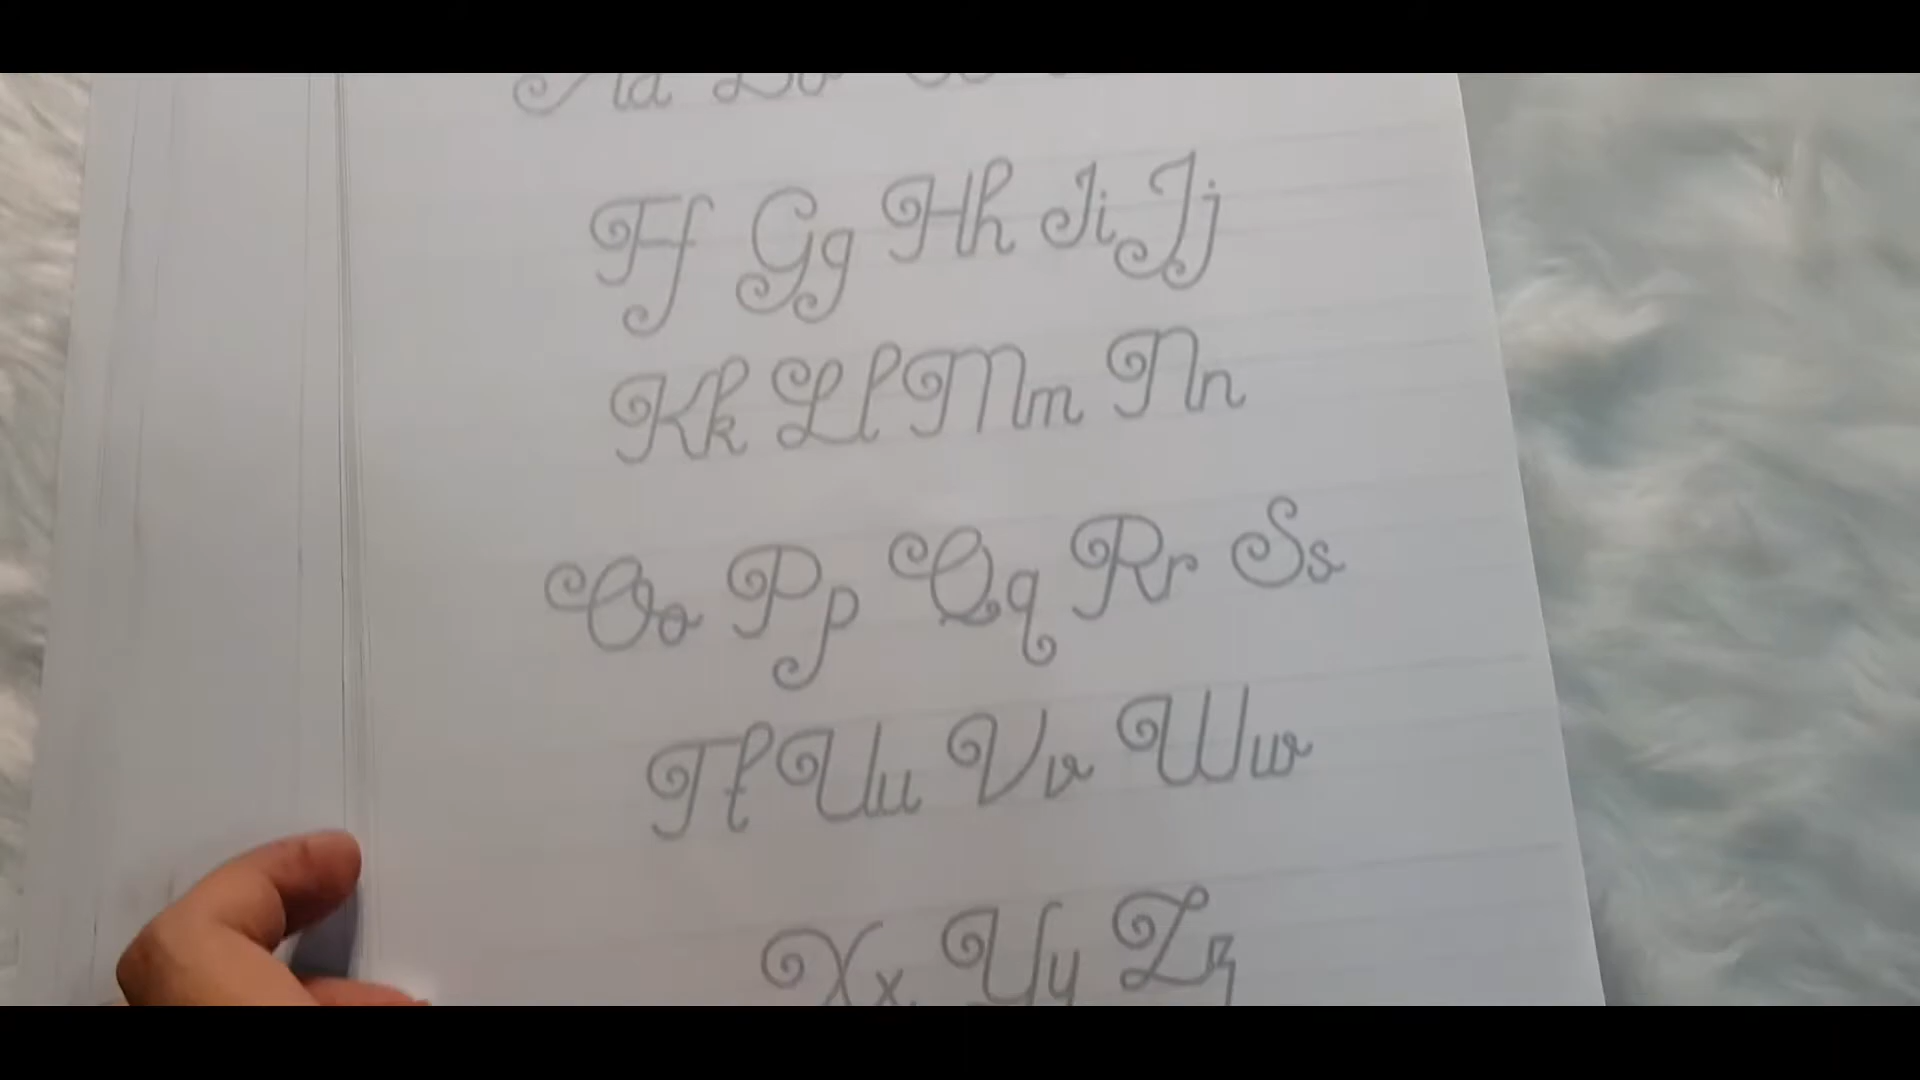 Ff Gg Hh Ii Jj
Kk Ll Mm Nn
Oo Pp Qq Rr Ss
Tt Uu Vv Ww
Xx Yy Zz